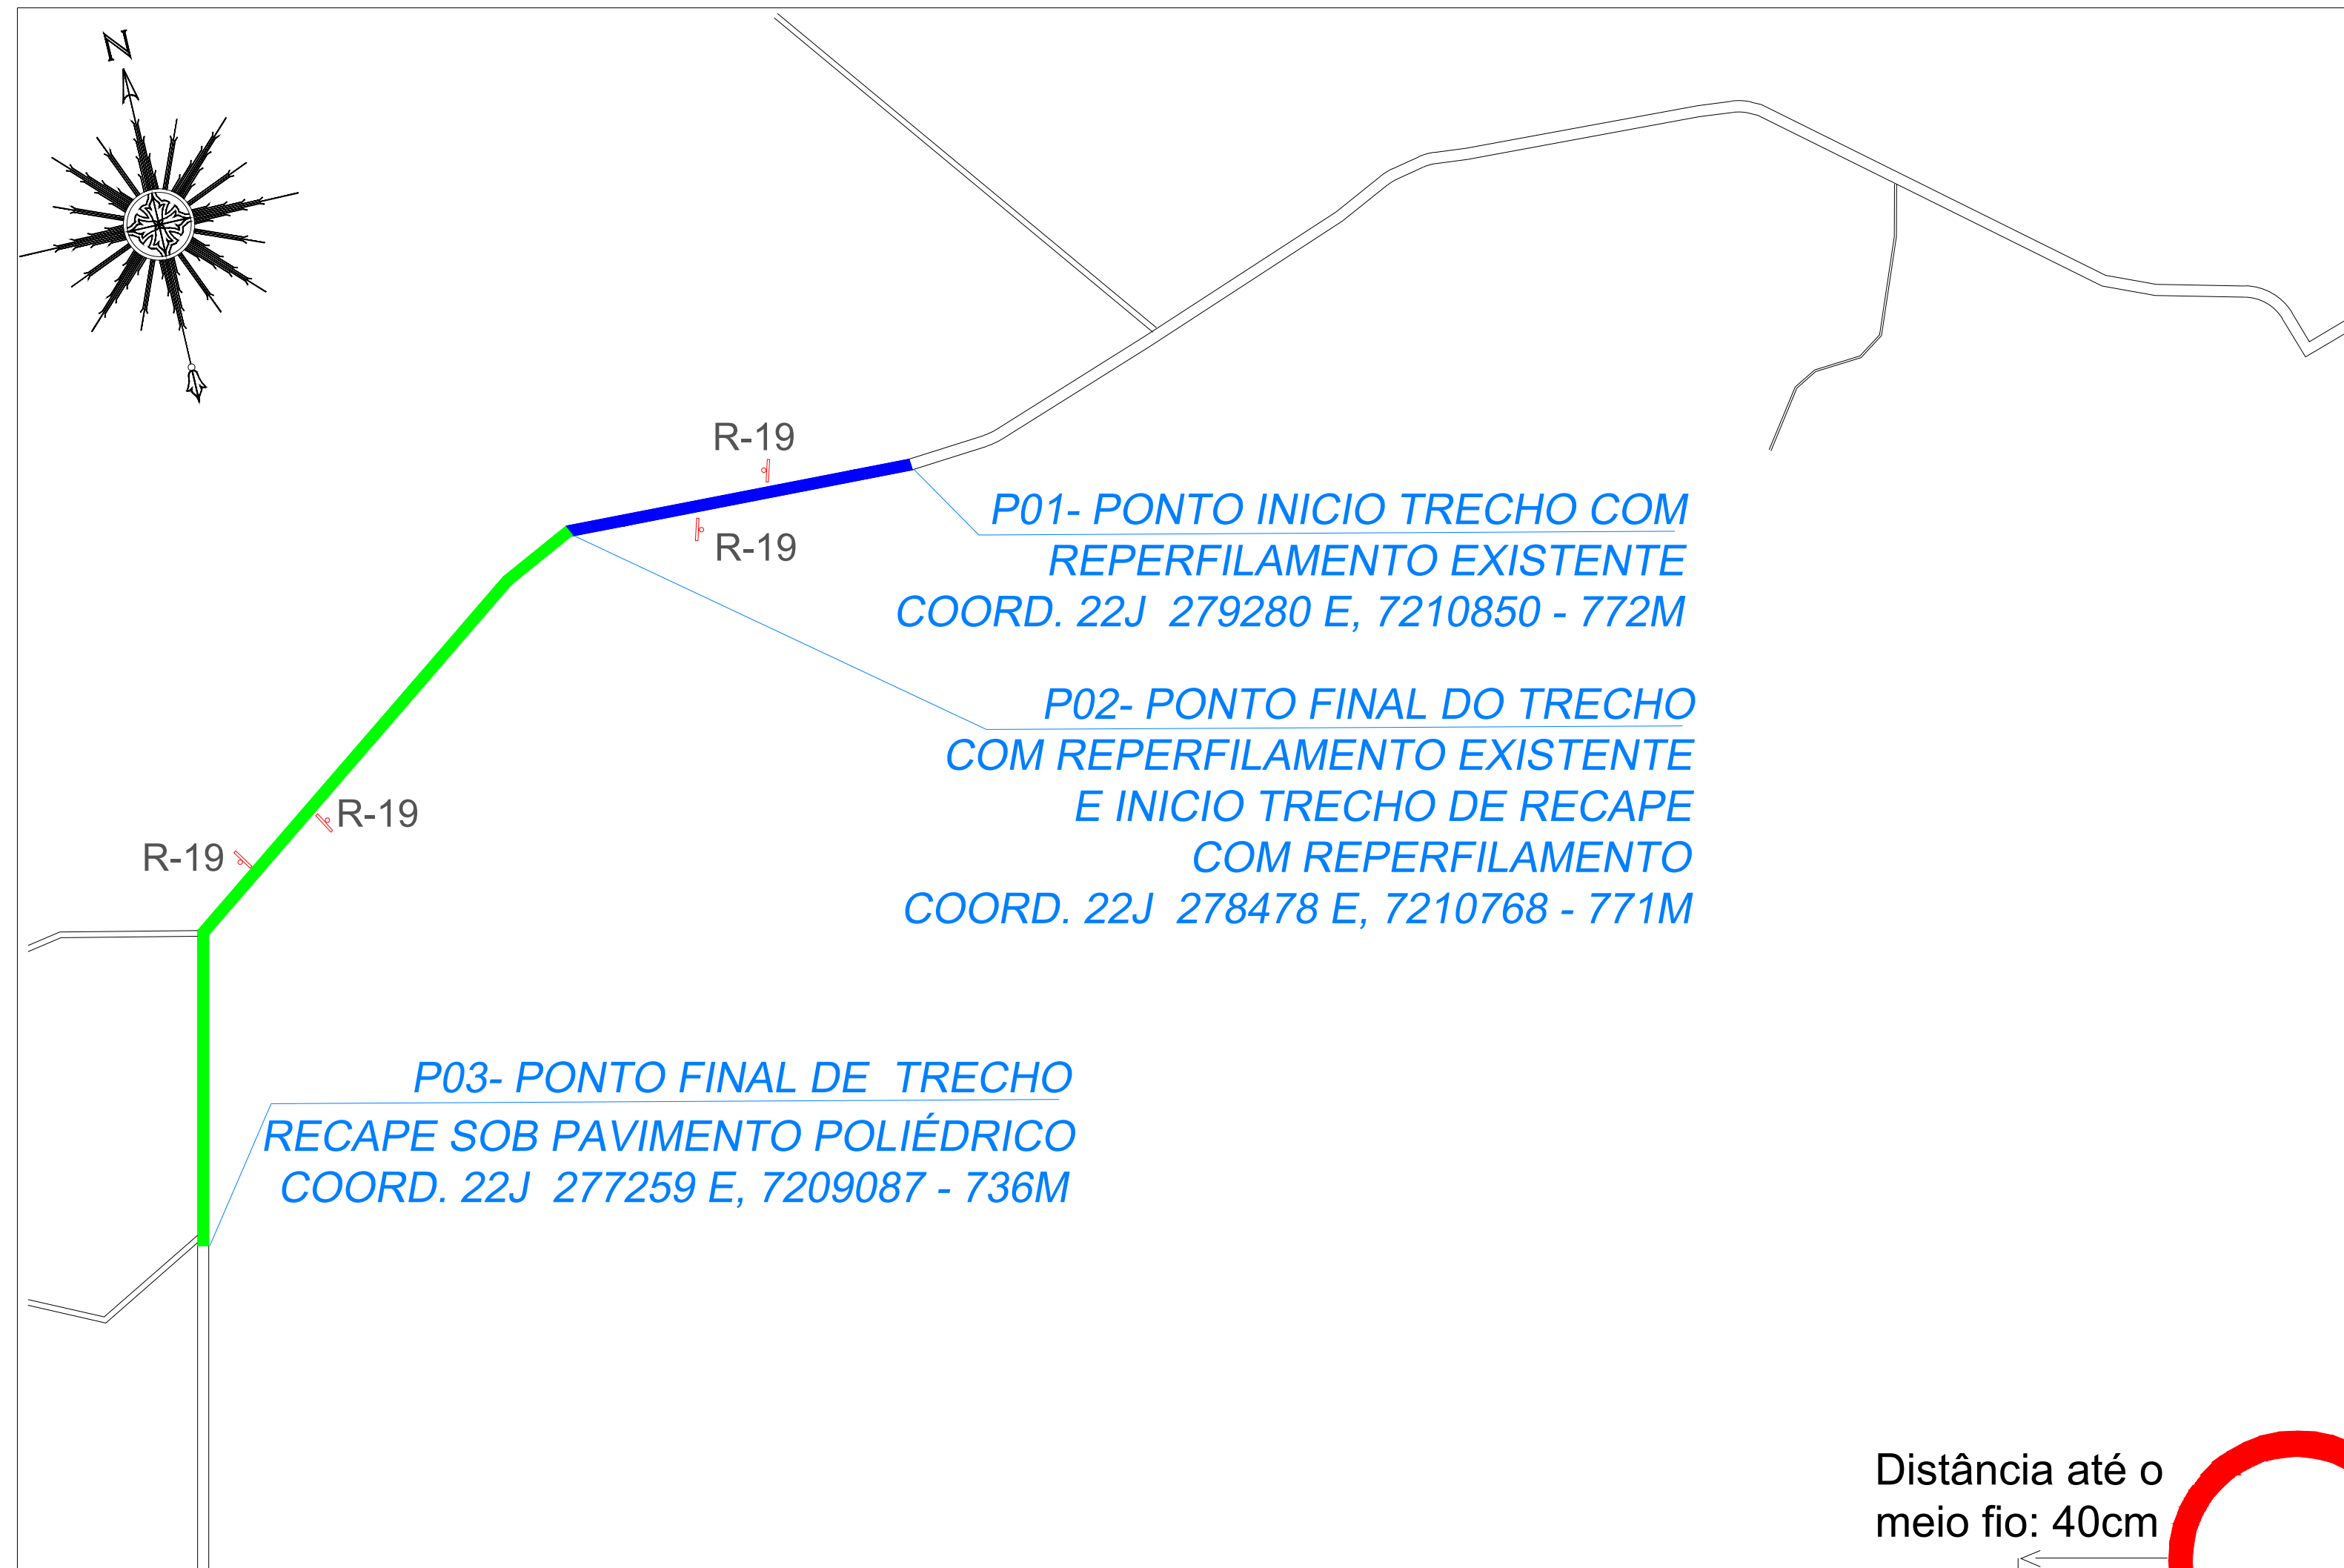 N
R-19
P01- PONTO INICIO TRECHO COM
REPERFILAMENTO EXISTENTE
COORD. 22J 279280 E, 7210850 - 772M
R-19
P02- PONTO FINAL DO TRECHO
COM REPERFILAMENTO EXISTENTE
E INICIO TRECHO DE RECAPE
COM REPERFILAMENTO
COORD. 22J 278478 E, 7210768 - 771M
R-19
R-19
P03- PONTO FINAL DE TRECHO
RECAPE SOB PAVIMENTO POLIÉDRICO
COORD. 22J 277259 E, 7209087 - 736M
Distância até o
meio fio: 40cm